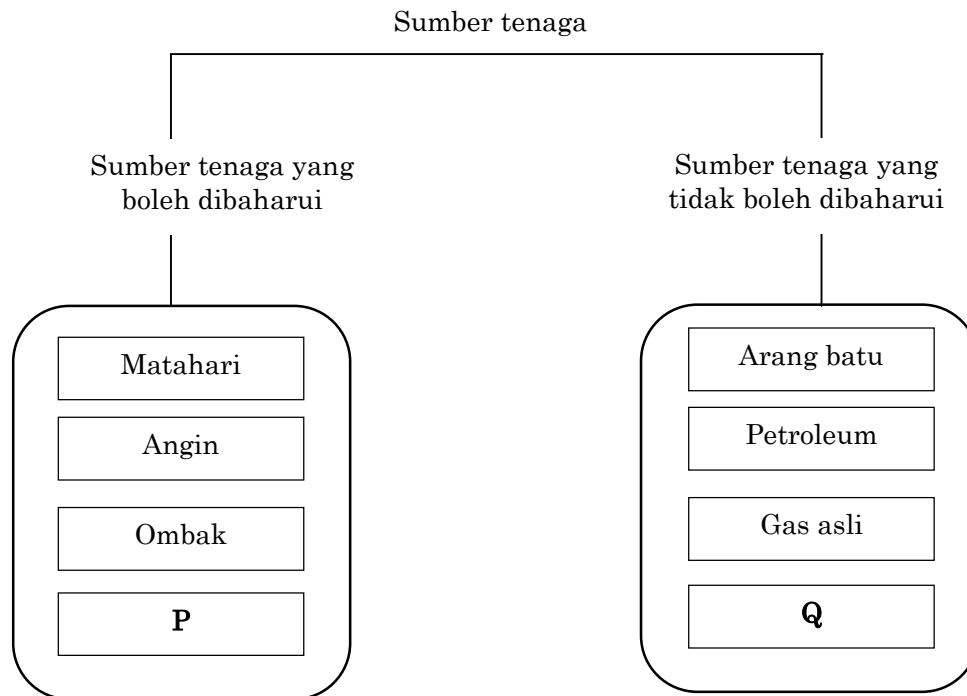 Sumber tenaga
Sumber tenaga yang
boleh dibaharui
Sumber tenaga yang
tidak boleh dibaharui
Matahari
Angin
Ombak
P
Arang batu
Petroleum
Gas asli
Q